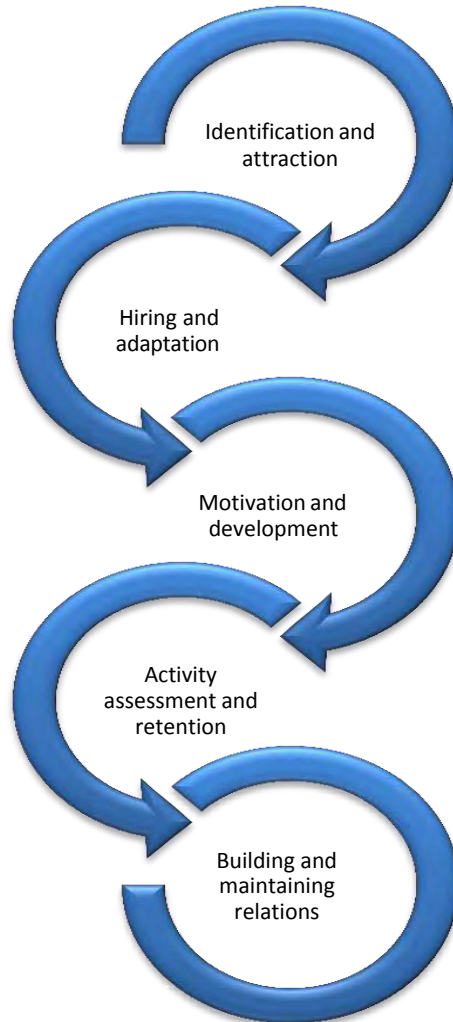 Identification and
attraction
Hiring and
adaptation
Motivation and
development
Activity
assessment and
retention
Building and
maintaining
relations